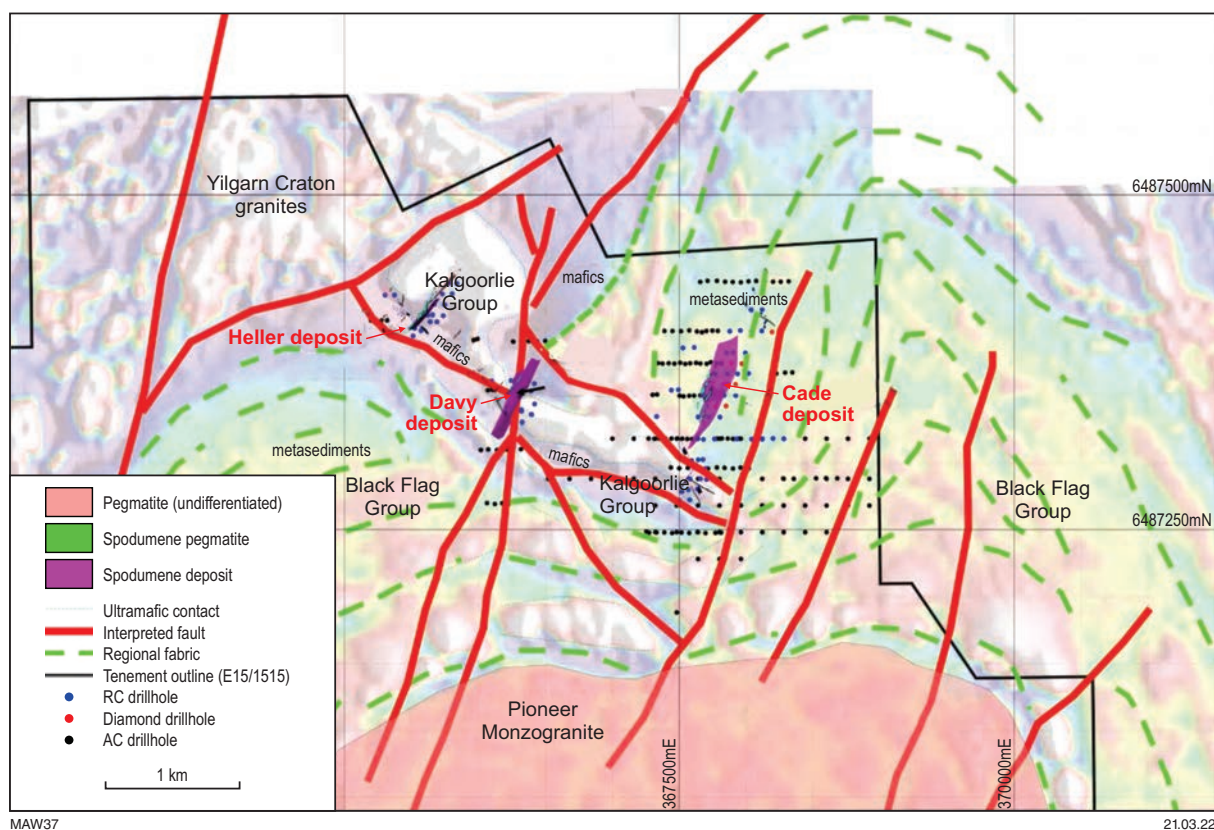 Yilgarn Craton
granites
6487500mN
Kalgoorlie
Group
mafics
metasediments
Heller deposit
mafics
Davy
deposit
Cade
deposit
metasediments
mafics
Black Flag
Group
Kalgoorlie
Group
Black Flag
Group
6487250mN
Pegmatite (undifferentiated)
Spodumene pegmatite
Spodumene deposit
Ultramafic contact
Interpreted fault
Regional fabric
Tenement outline (E15/1515)
RC drillhole
Diamond drillhole
AC drillhole
1 km
Pioneer
Monzogranite
367500mE
370000mE
MAW37
21.03.22